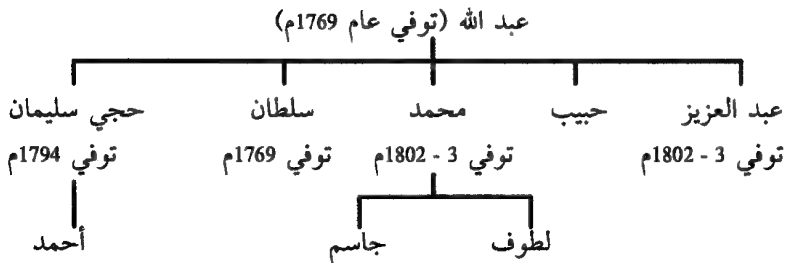 عبد الله (توفي عام 1769م)
عبد العزيز حبيب محمد سلطان حجي سليمان
توفي 3 - 1802م توفي 3 - 1802م توفي 1769م توفي 1794م
لطوف جاسم أحمد